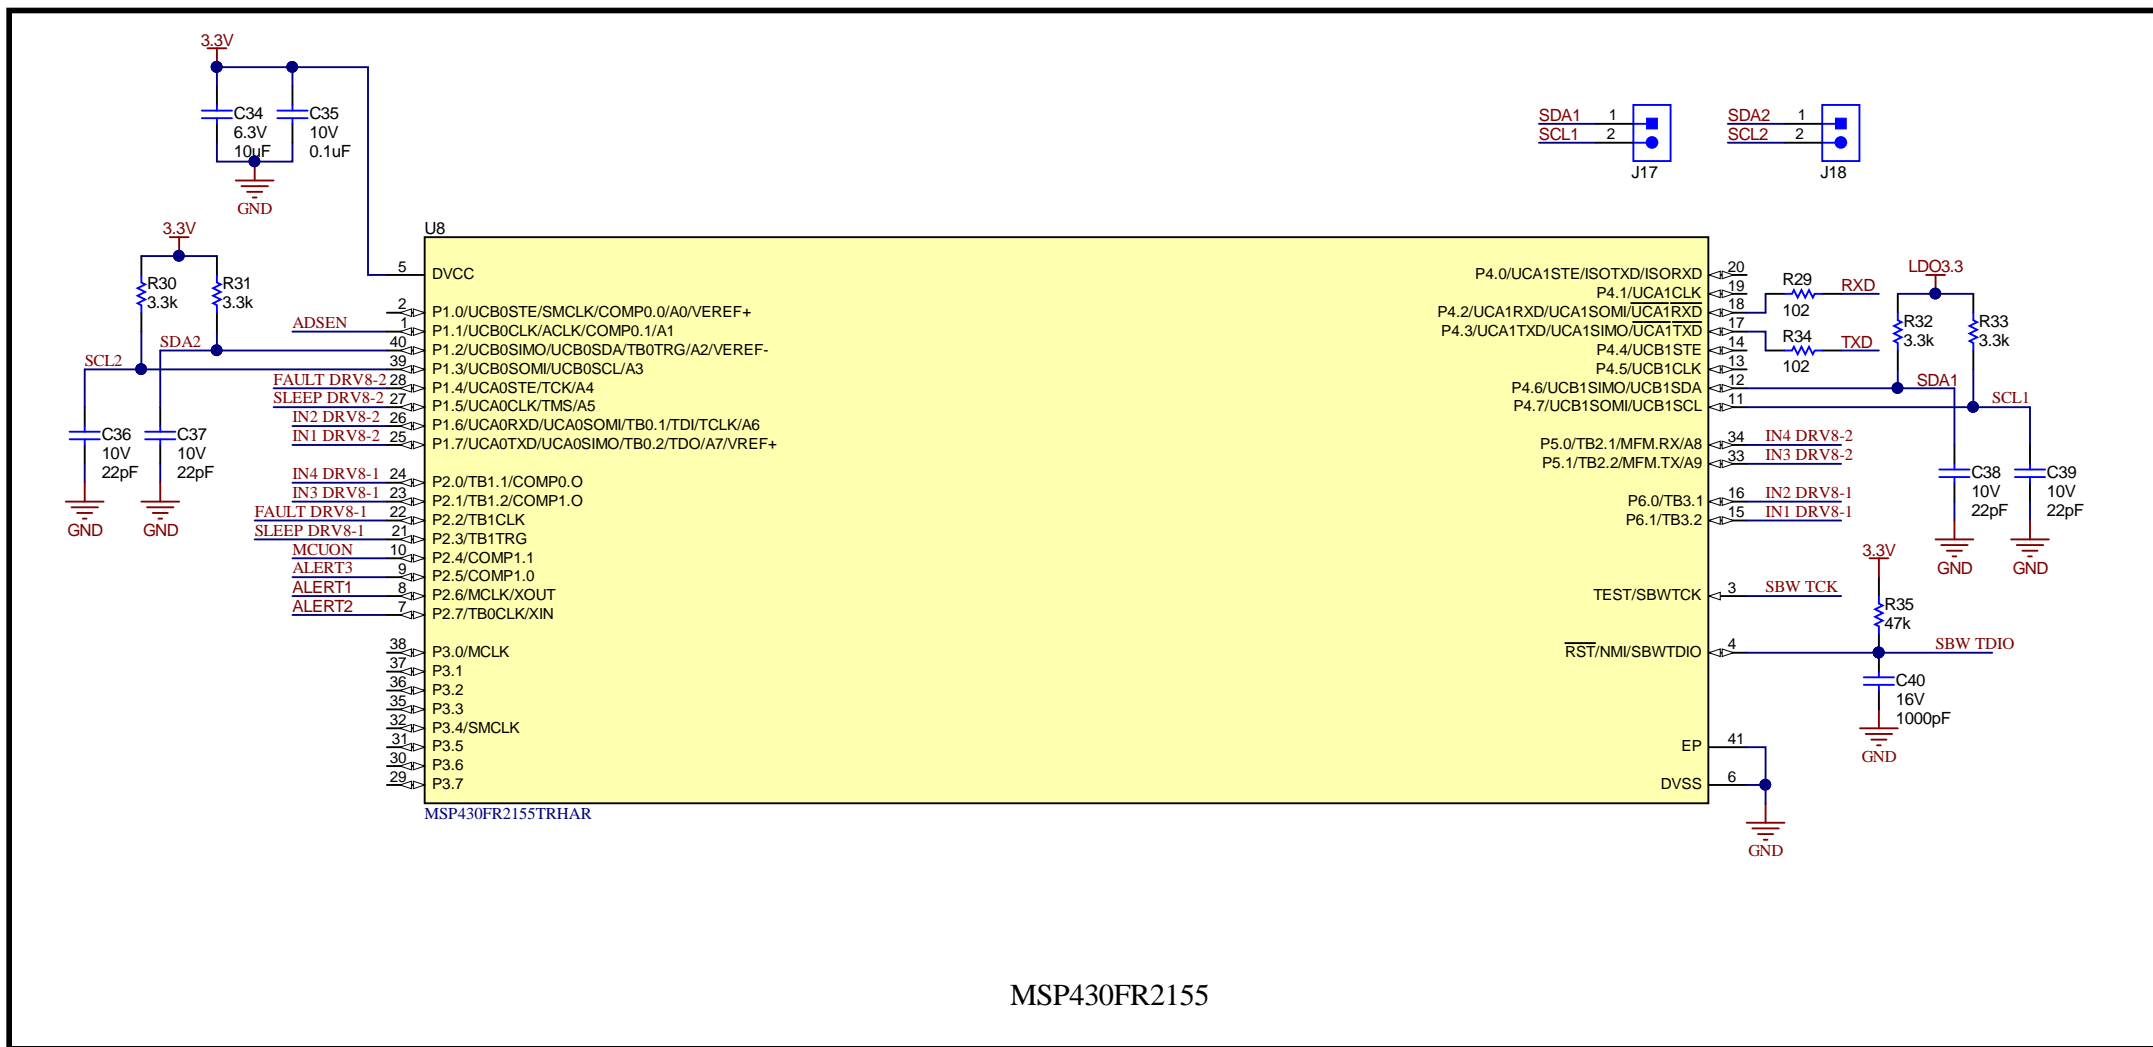 3.3V
C34
6.3V
10uF
C35
10V
0.1uF
GND
SDA1 1
SCL1 2
J17
SDA2 1
SCL2 2
J18
3.3V
R30
3.3k
R31
3.3k
SDA2
SCL2
C36
10V
22pF
GND
C37
10V
22pF
GND
U8
5 DVCC
2 P1.0/UCB0STE/SMCLK/COMP0.0/A0/VEREF+
ADSEN 1 P1.1/UCB0CLK/ACLK/COMP0.1/A1
40 P1.2/UCB0SIMO/UCB0SDA/TB0TRG/A2/VEREF-
39 P1.3/UCB0SOMI/UCB0SCL/A3
FAULT DRV8-2 28 P1.4/UCA0STE/TCK/A4
SLEEP DRV8-2 27 P1.5/UCA0CLK/TMS/A5
IN2 DRV8-2 26 P1.6/UCA0RXD/UCA0SOMI/TB0.1/TDI/TCLK/A6
IN1 DRV8-2 25 P1.7/UCA0TXD/UCA0SIMO/TB0.2/TDO/A7/VREF+
IN4 DRV8-1 24 P2.0/TB1.1/COMP0.O
IN3 DRV8-1 23 P2.1/TB1.2/COMP1.O
FAULT DRV8-1 22 P2.2/TB1CLK
SLEEP DRV8-1 21 P2.3/TB1TRG
MCUON 10 P2.4/COMP1.1
ALERT3 9 P2.5/COMP1.0
ALERT1 8 P2.6/MCLK/XOUT
ALERT2 7 P2.7/TB0CLK/XIN
38 P3.0/MCLK
37 P3.1
36 P3.2
35 P3.3
32 P3.4/SMCLK
31 P3.5
30 P3.6
29 P3.7
MSP430FR2155TRHAR
P4.0/UCA1STE/ISOTXD/ISORXD 20
P4.1/UCA1CLK 19
P4.2/UCA1RXD/UCA1SOMI/UCA1RXD 18
P4.3/UCA1TXD/UCA1SIMO/UCA1TXD 17
P4.4/UCB1STE 14
P4.5/UCB1CLK 13
P4.6/UCB1SIMO/UCB1SDA 12
P4.7/UCB1SOMI/UCB1SCL 11
P5.0/TB2.1/MFM.RX/A8 34 IN4 DRV8-2
P5.1/TB2.2/MFM.TX/A9 33 IN3 DRV8-2
P6.0/TB3.1 16 IN2 DRV8-1
P6.1/TB3.2 15 IN1 DRV8-1
TEST/SBWTCK 3 SBW TCK
RST/NMI/SBWTDIO 4 SBW TDIO
EP 41
DVSS 6
GND
R29
102
RXD
R34
102
TXD
LDO3.3
R32
3.3k
R33
3.3k
SDA1
SCL1
C38
10V
22pF
GND
C39
10V
22pF
GND
3.3V
R35
47k
C40
16V
1000pF
GND
MSP430FR2155